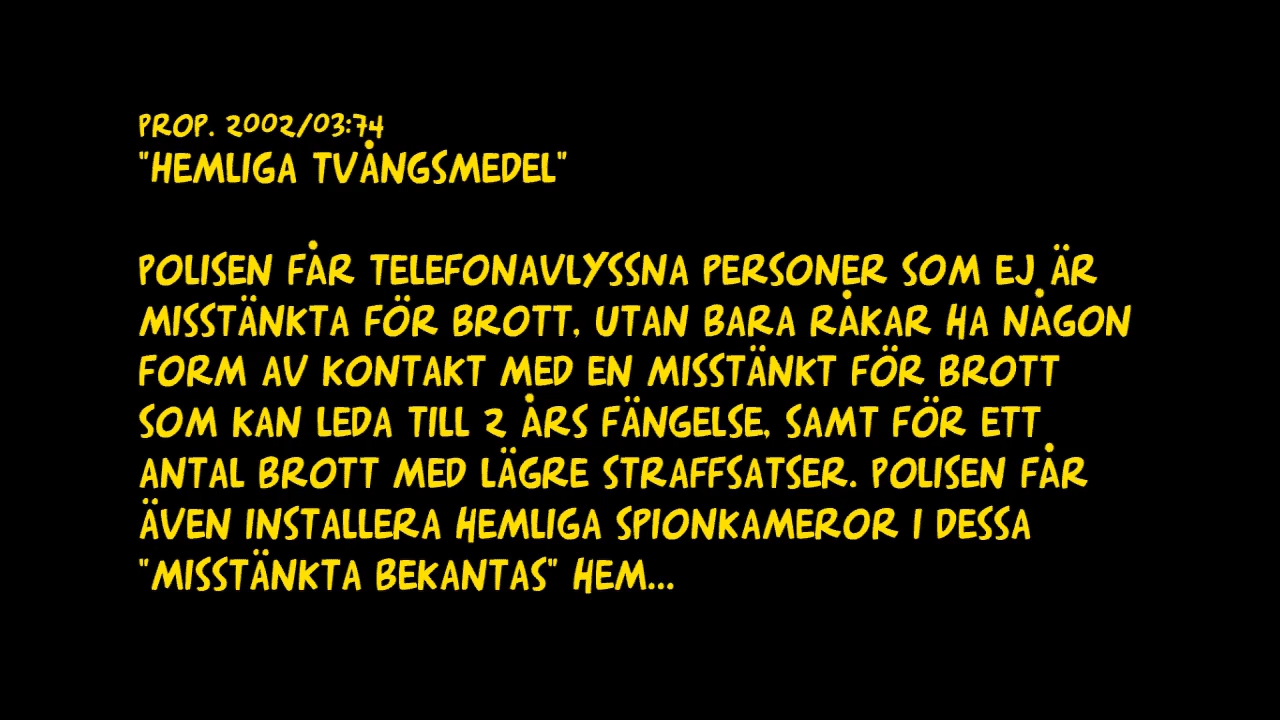 PROP. 2002/03:74
"HEMLIGA TVÅNGSMEDEL"
POLISEN FÅR TELEFONAVLYSSNA PERSONER SOM EJ ÄR
MISSTÄNKTA FÖR BROTT, UTAN BARA RÅKAR HA NÅGON
FORM AV KONTAKT MED EN MISSTÄNKT FÖR BROTT
SOM KAN LEDA TILL 2 ÅRS FÄNGELSE, SAMT FÖR ETT
ANTAL BROTT MED LÄGRE STRAFFSATSER. POLISEN FÅR
ÄVEN INSTALLERA HEMLIGA SPIONKAMEROR I DESSA
"MISSTÄNKTA BEKANTAS" HEM...